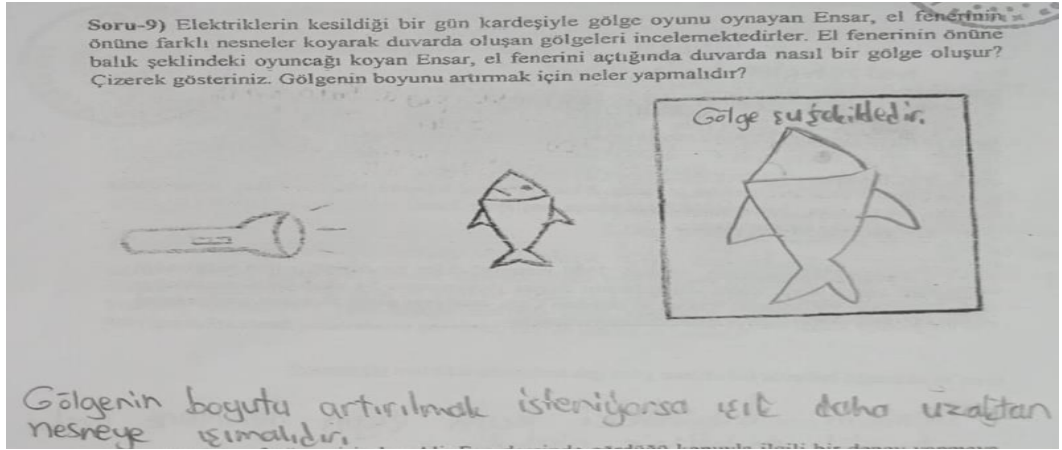 Soru-9) Elektriklerin kesildiği bir gün kardeşiyle gölge oyunu oynayan Ensar, el fenerinin
önüne farklı nesneler koyarak duvarda oluşan gölgeleri incelemektedirler. El fenerinin önüne
balık şeklindeki oyuncağı koyan Ensar, el fenerini açtığında duvarda nasıl bir gölge oluşur?
Çizerek gösteriniz. Gölgenin boyunu artırmak için neler yapmalıdır?
Gölge şu şekildedir.
Gölgenin boyutu artırılmak isteniyorsa ışık daha uzaktan
nesneye ışımalıdır.